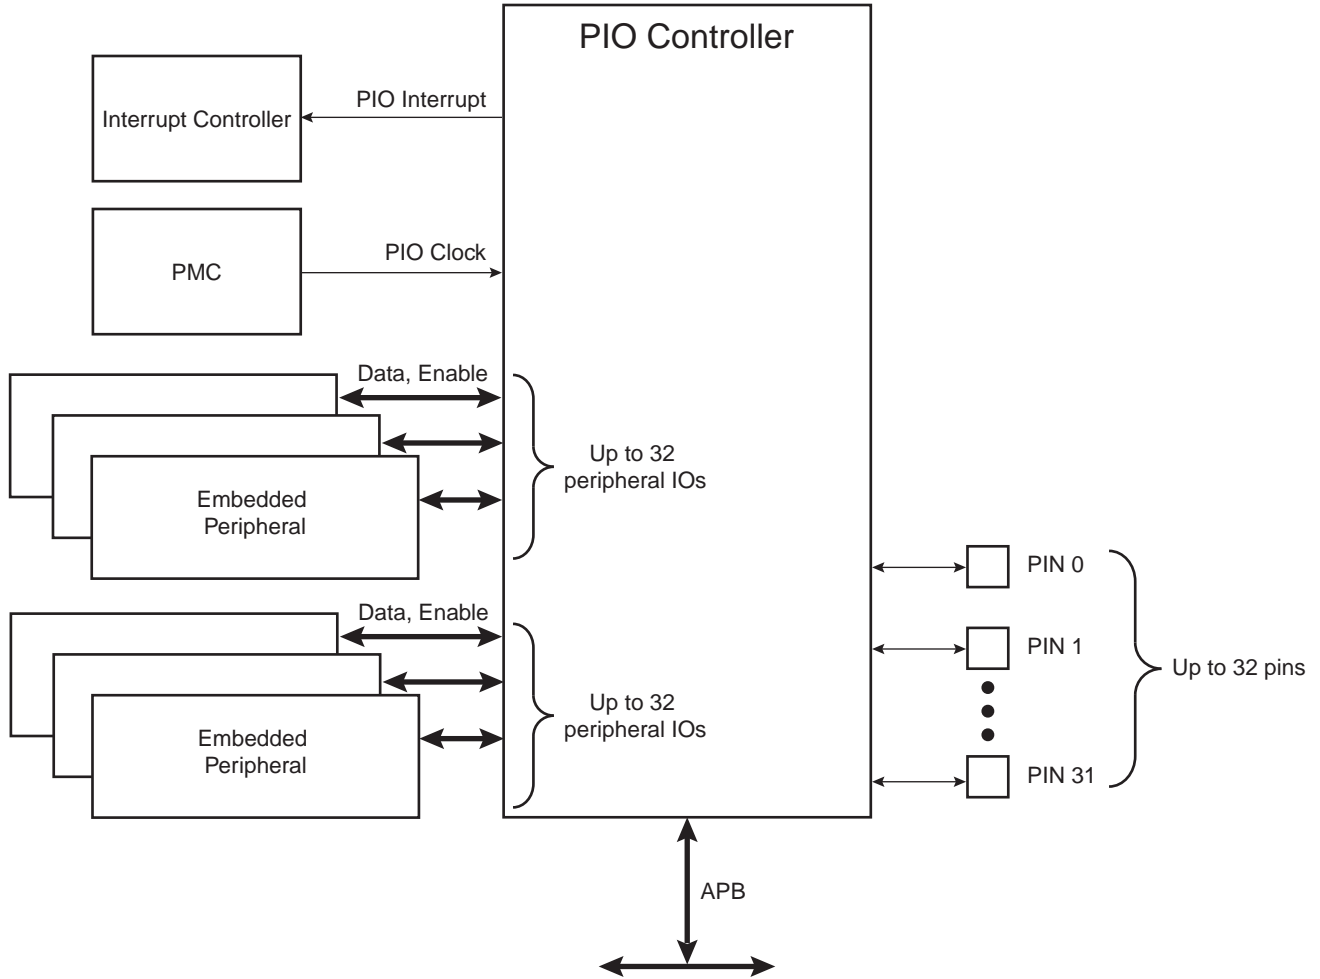 PIO Controller
PIO Interrupt
Interrupt Controller
PIO Clock
PMC
Data, Enable
Up to 32
peripheral IOs
Embedded
Peripheral
PIN 0
Data, Enable
PIN 1
Up to 32 pins
Up to 32
peripheral IOs
Embedded
Peripheral
PIN 31
APB